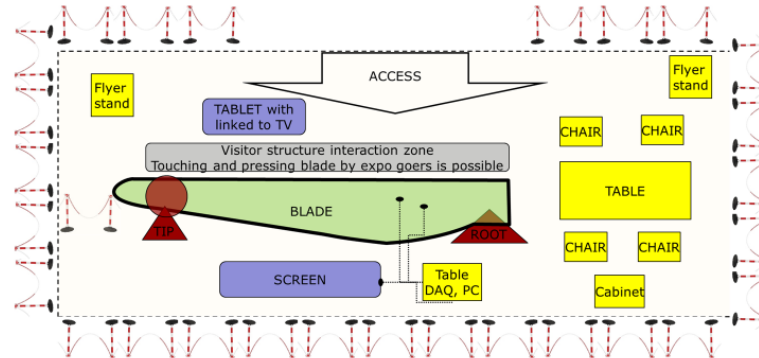 ACCESS
Flyer
stand
Flyer
stand
TABLET with
linked to TV
CHAIR
CHAIR
Visitor structure interaction zone
Touching and pressing blade by expo goers is possible
TABLE
BLADE
TIP
ROOT
CHAIR
CHAIR
SCREEN
Table
DAQ, PC
Cabinet